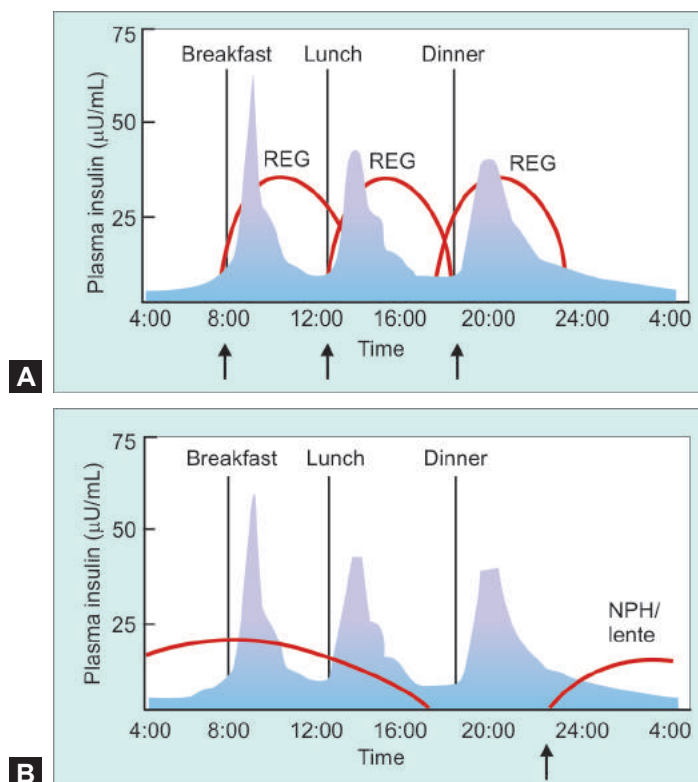 75
Breakfast Lunch Dinner
50
REG REG REG
25
Plasma insulin (μU/mL)
4:00 8:00 12:00 16:00 20:00 24:00 4:00
Time
A
75
Breakfast Lunch Dinner
50
NPH/
lente
25
Plasma insulin (μU/mL)
4:00 8:00 12:00 16:00 20:00 24:00 4:00
Time
B